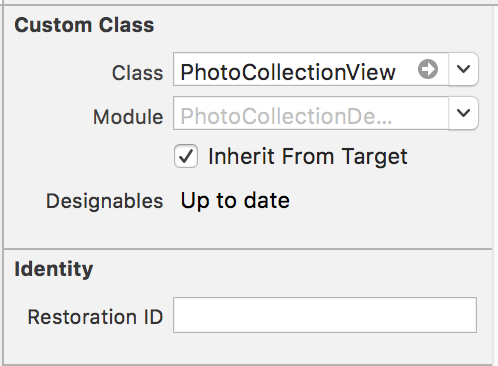 Custom Class
Class PhotoCollectionView
Module PhotoCollectionDe...
Inherit From Target
Designables Up to date
Identity
Restoration ID